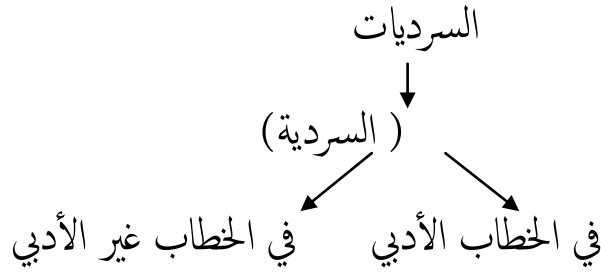 السرديات
( السردية)
في الخطاب الأدبي
في الخطاب غير الأدبي